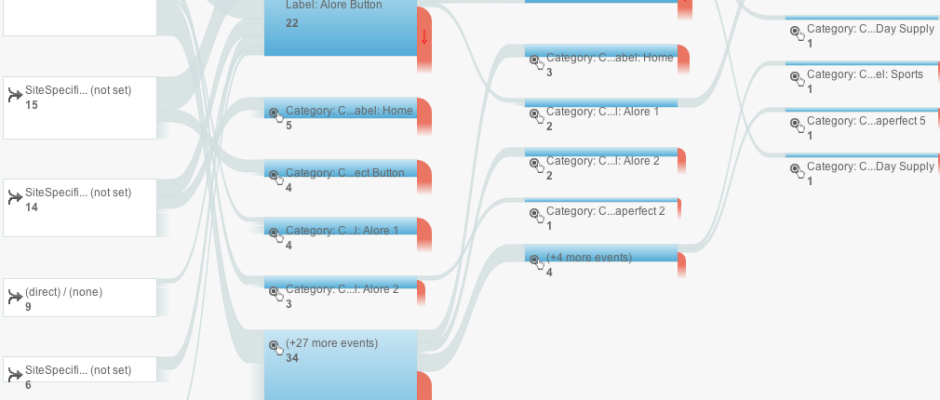 SiteSpecifi... (not set)
15
SiteSpecifi... (not set)
14
(direct) / (none)
9
SiteSpecifi... (not set)
6
Label: Alore Button
22
Category: C...abel: Home
5
Category: C...ect Button
4
Category: C...l: Alore 1
4
Category: C...l: Alore 2
3
(+27 more events)
34
Category: C...abel: Home
3
Category: C...l: Alore 1
2
Category: C...l: Alore 2
2
Category: C...aperfect 2
1
(+4 more events)
4
Category: C...Day Supply
1
Category: C...el: Sports
1
Category: C...aperfect 5
1
Category: C...Day Supply
1